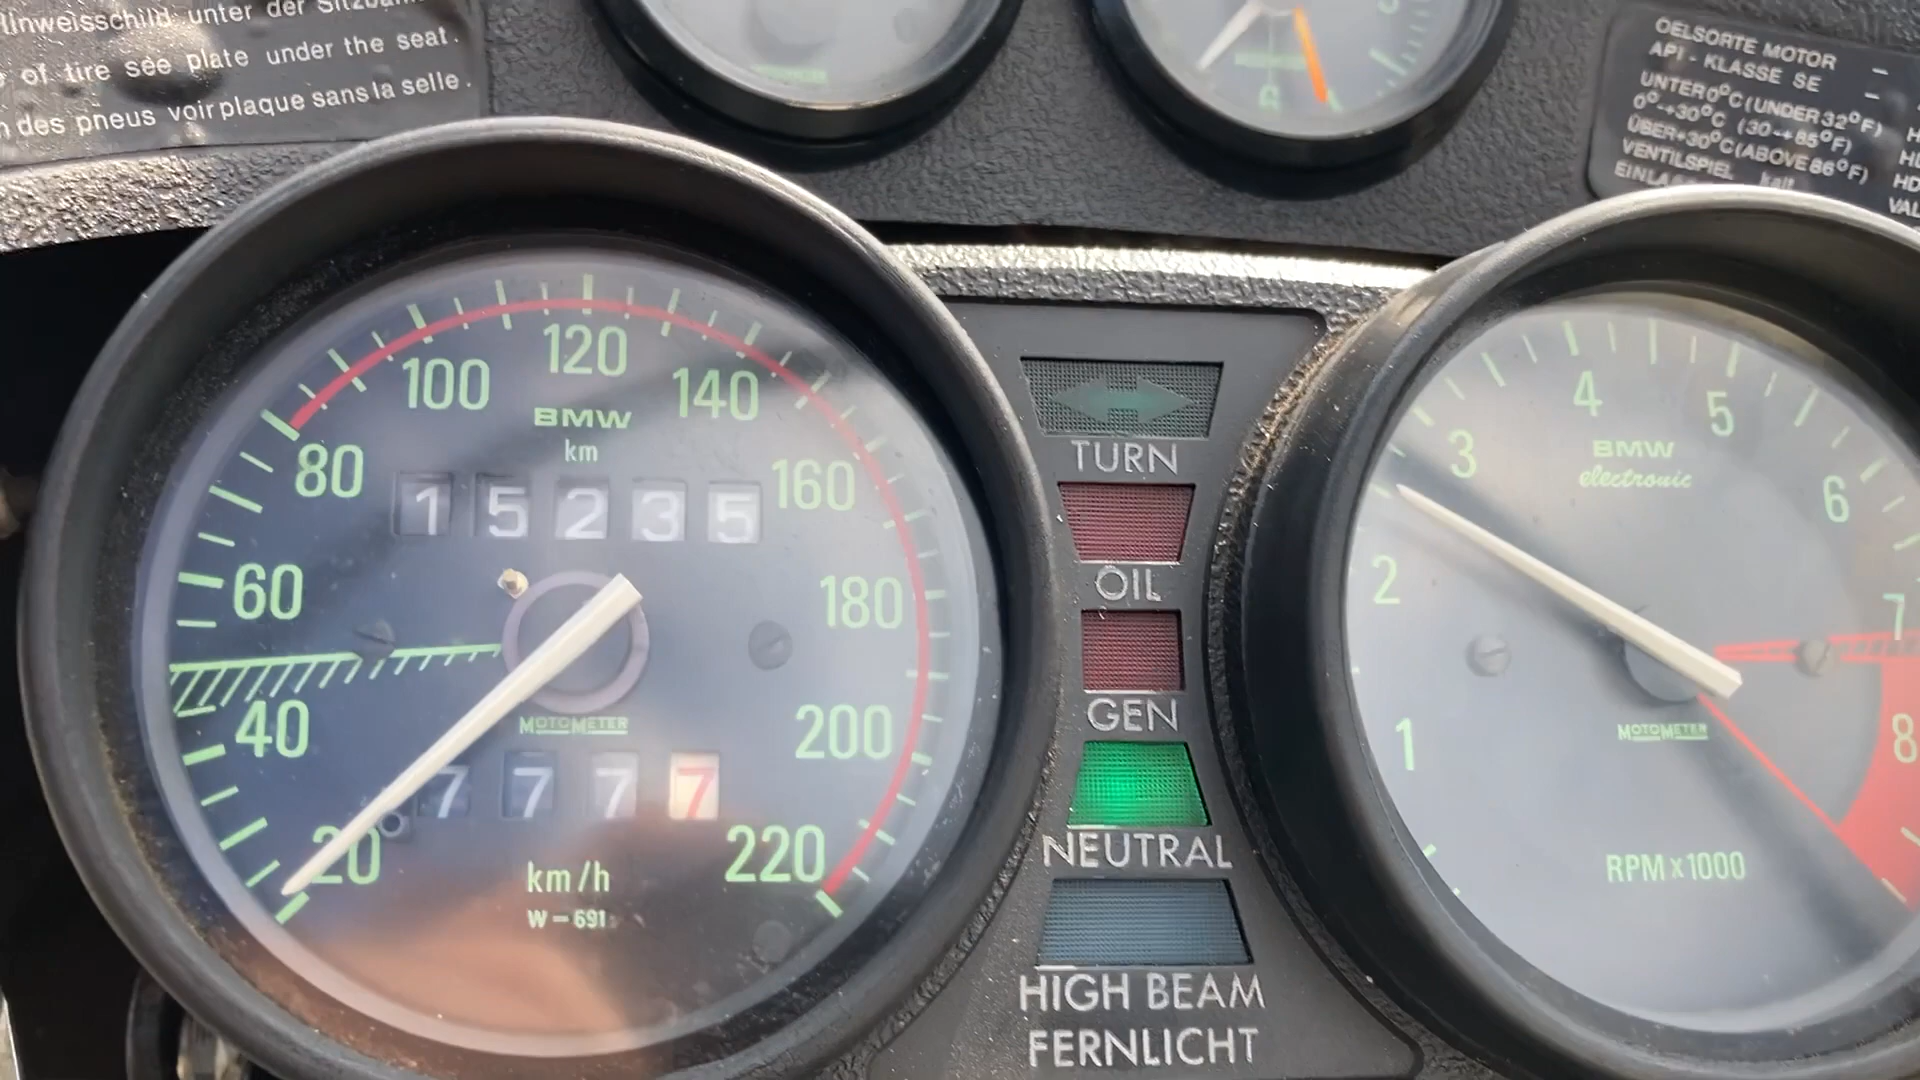 Hinweisschild unter der Sitzbank
of tire see plate under the seat.
des pneus voir plaque sans la selle.
OELSORTE MOTOR –
API - KLASSE SE –
UNTER 0°C (UNDER 32°F)
0°-+30°C (30-+85°F)
ÜBER+30°C (ABOVE 86°F) HD
VENTILSPIEL kalt
120
100
140
BMW
km
80
160
1 5 2 3 5
60
180
40
MOTOMETER
200
7 7 7 7
20
220
km/h
W – 691
TURN
OIL
GEN
NEUTRAL
HIGH BEAM
FERNLICHT
4
5
3
BMW
electronic
6
2
7
1
MOTOMETER
8
RPM x 1000